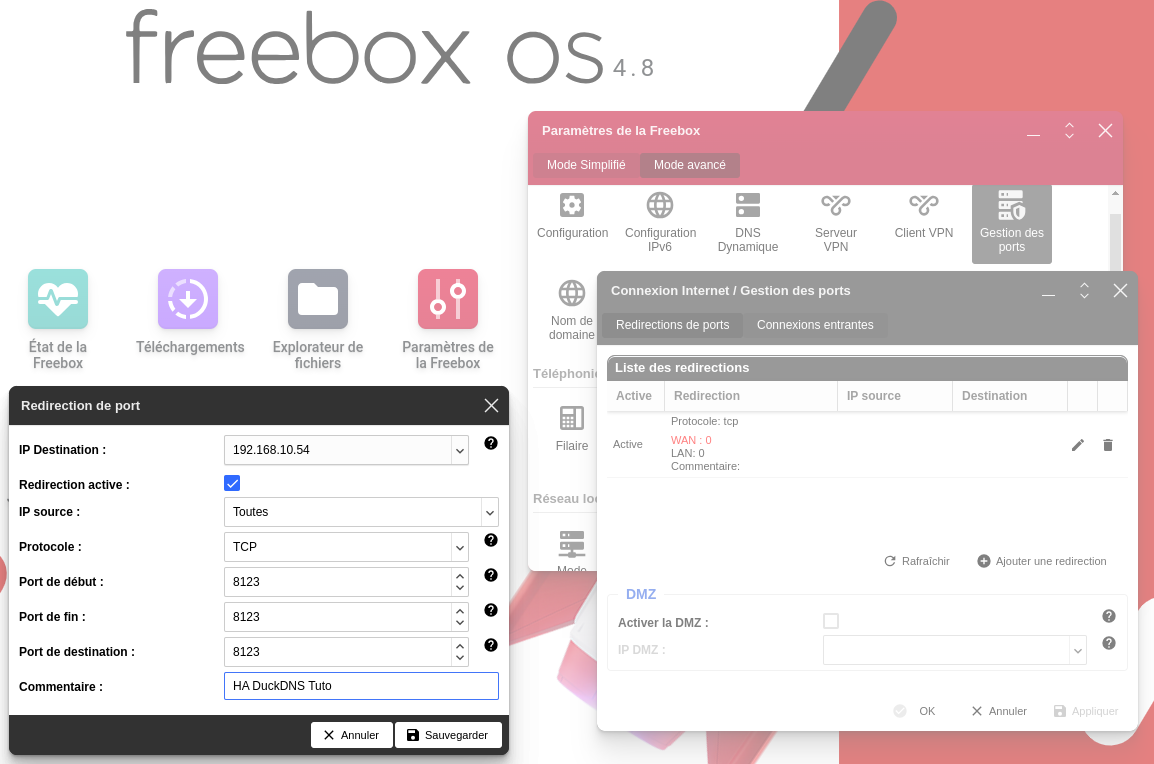 freebox os 4.8
Paramètres de la Freebox
Mode Simplifié
Mode avancé
Configuration
Configuration
IPv6
DNS
Dynamique
Serveur
VPN
Client VPN
Gestion des
ports
Nom de
domaine
Téléphonie
Filaire
Réseau loc
Mode
État de la
Freebox
Téléchargements
Explorateur de
fichiers
Paramètres de
la Freebox
Connexion Internet / Gestion des ports
Redirections de ports
Connexions entrantes
Liste des redirections
Active
Redirection
IP source
Destination
Protocole: tcp
Active
WAN : 0
LAN: 0
Commentaire:
Rafraîchir
Ajouter une redirection
DMZ
Activer la DMZ :
IP DMZ :
OK
Annuler
Appliquer
Redirection de port
IP Destination :
192.168.10.54
Redirection active :
IP source :
Toutes
Protocole :
TCP
Port de début :
8123
Port de fin :
8123
Port de destination :
8123
Commentaire :
HA DuckDNS Tuto
Annuler
Sauvegarder